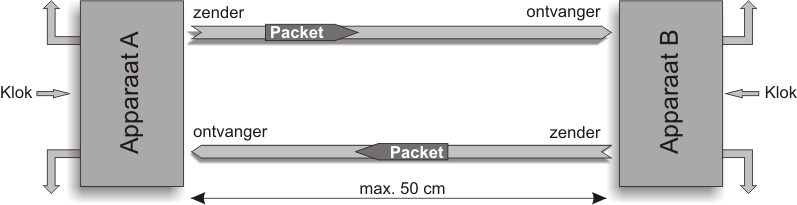 zender
ontvanger
Packet
Apparaat A
Apparaat B
Klok
Klok
ontvanger
zender
Packet
max. 50 cm